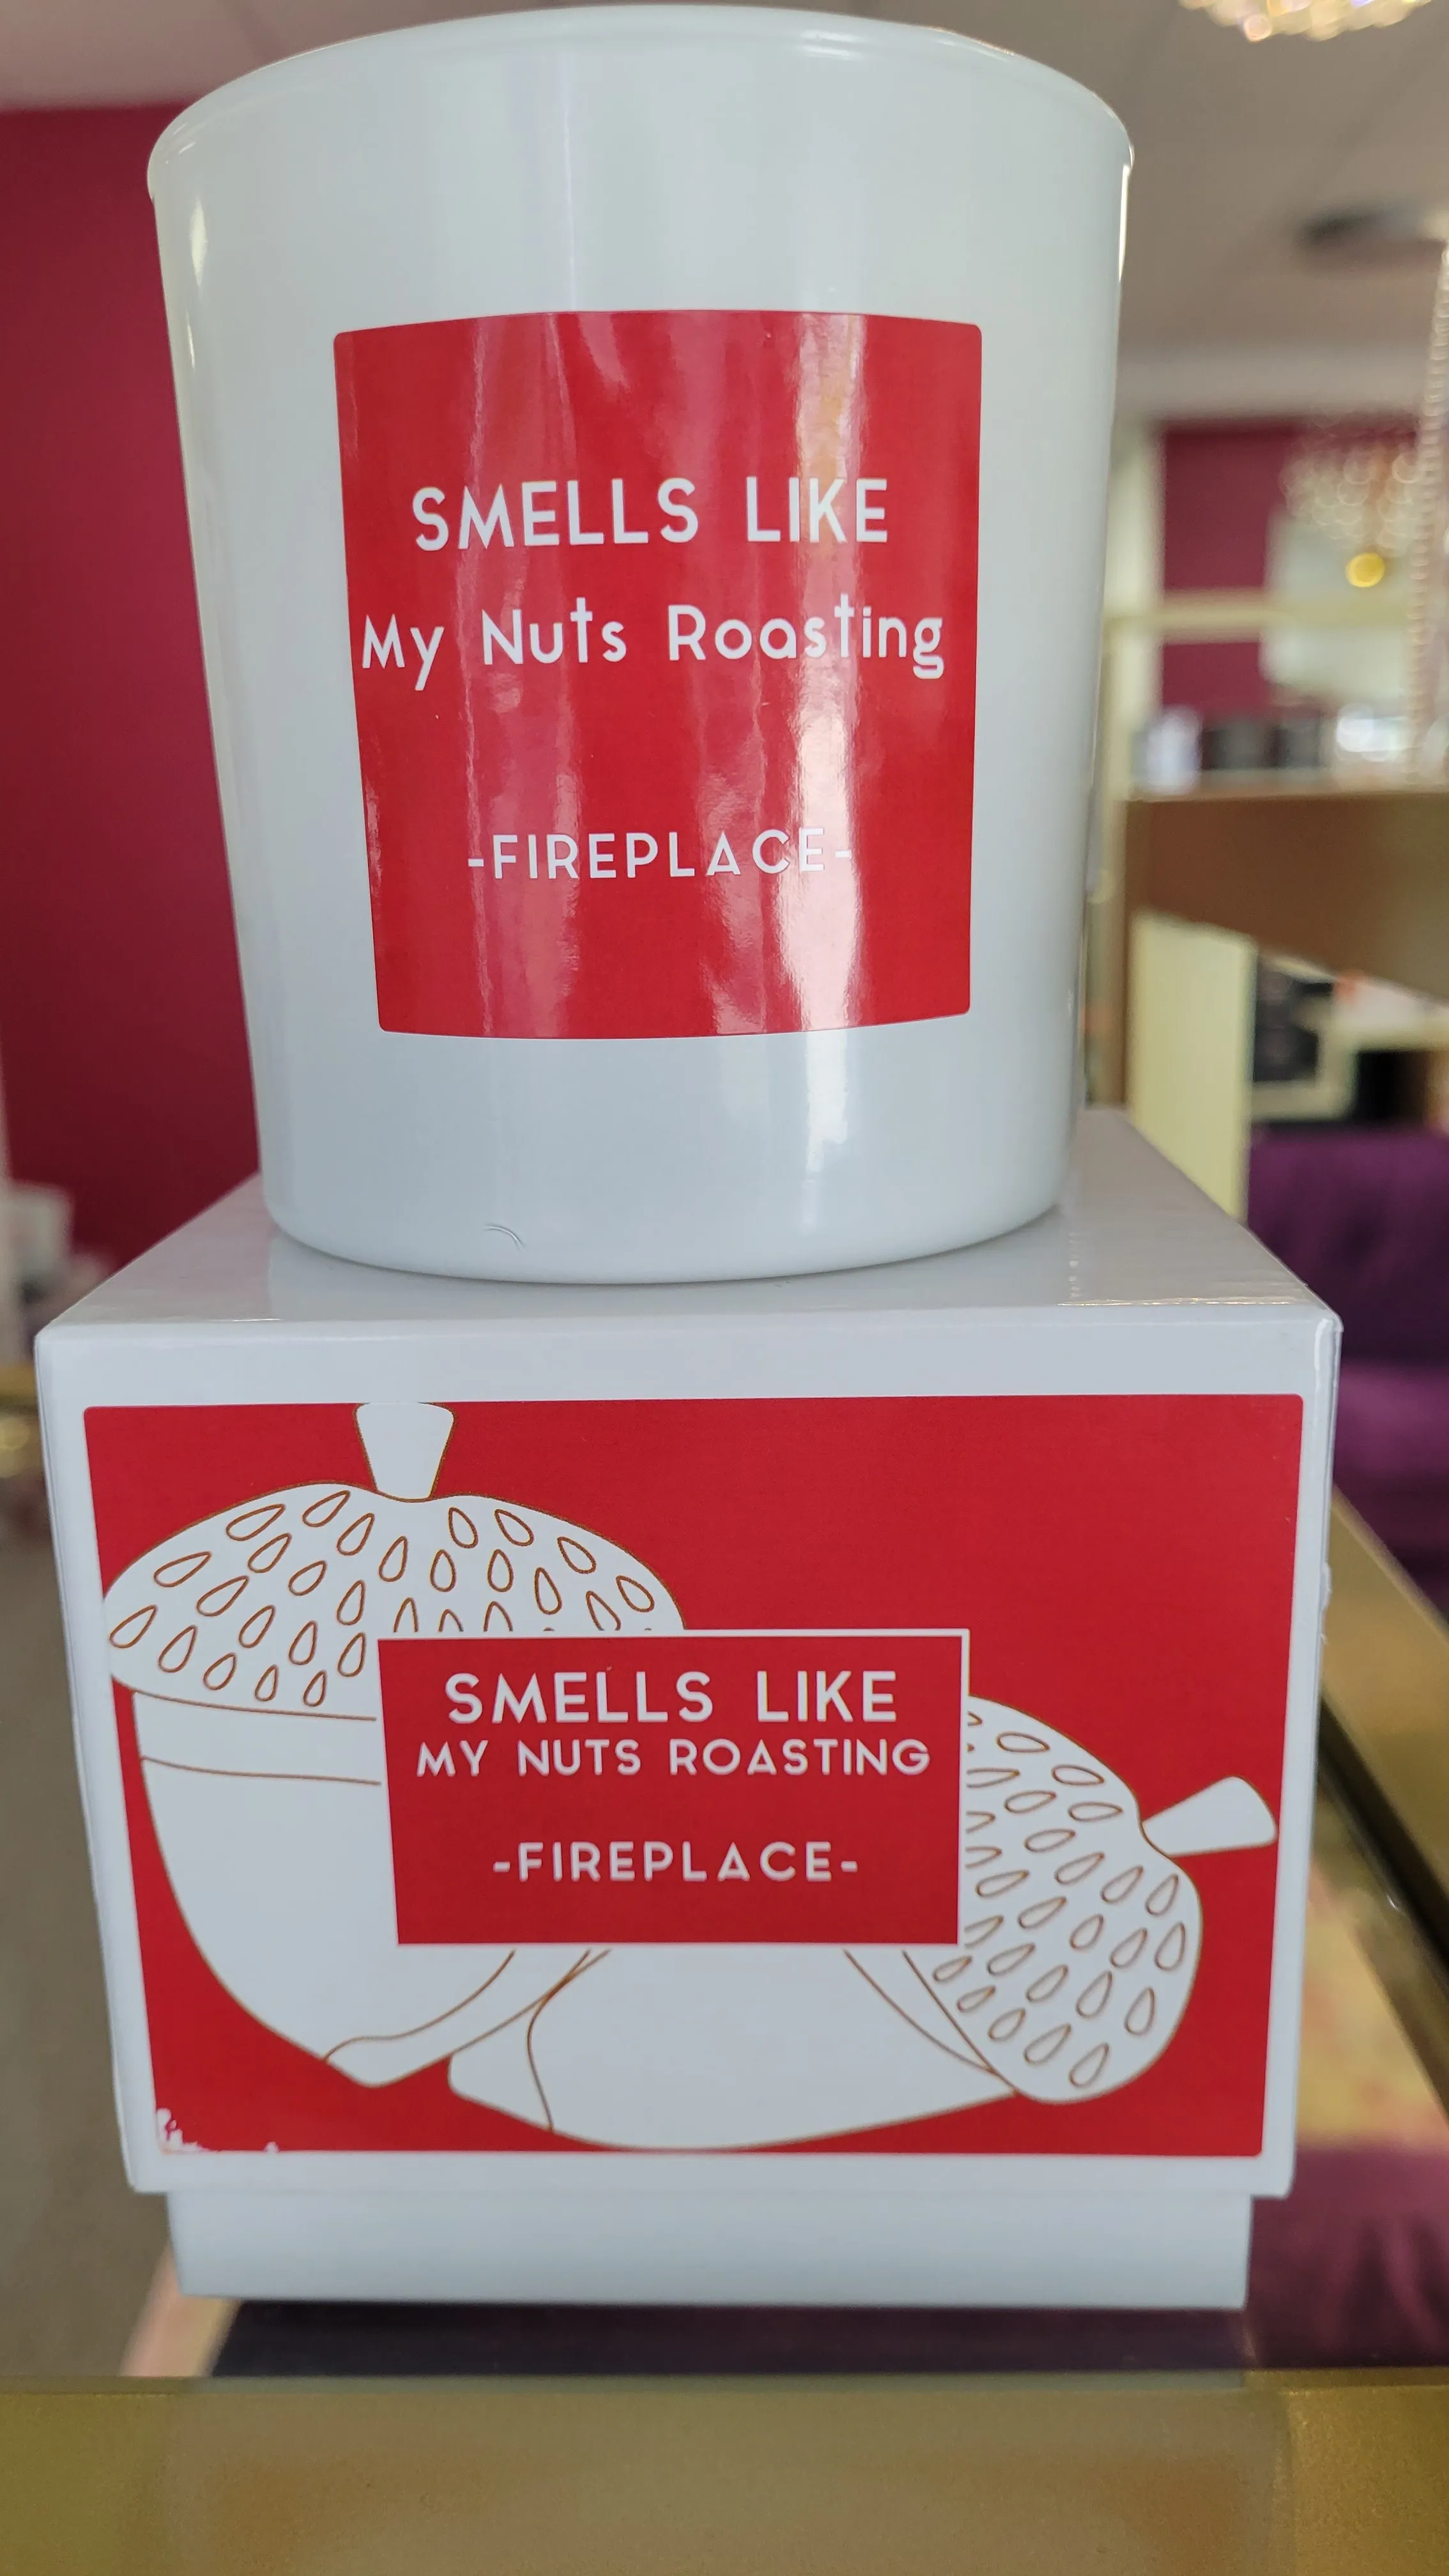 SMELLS LIKE
My Nuts Roasting
-FIREPLACE-
SMELLS LIKE
MY NUTS ROASTING
-FIREPLACE-